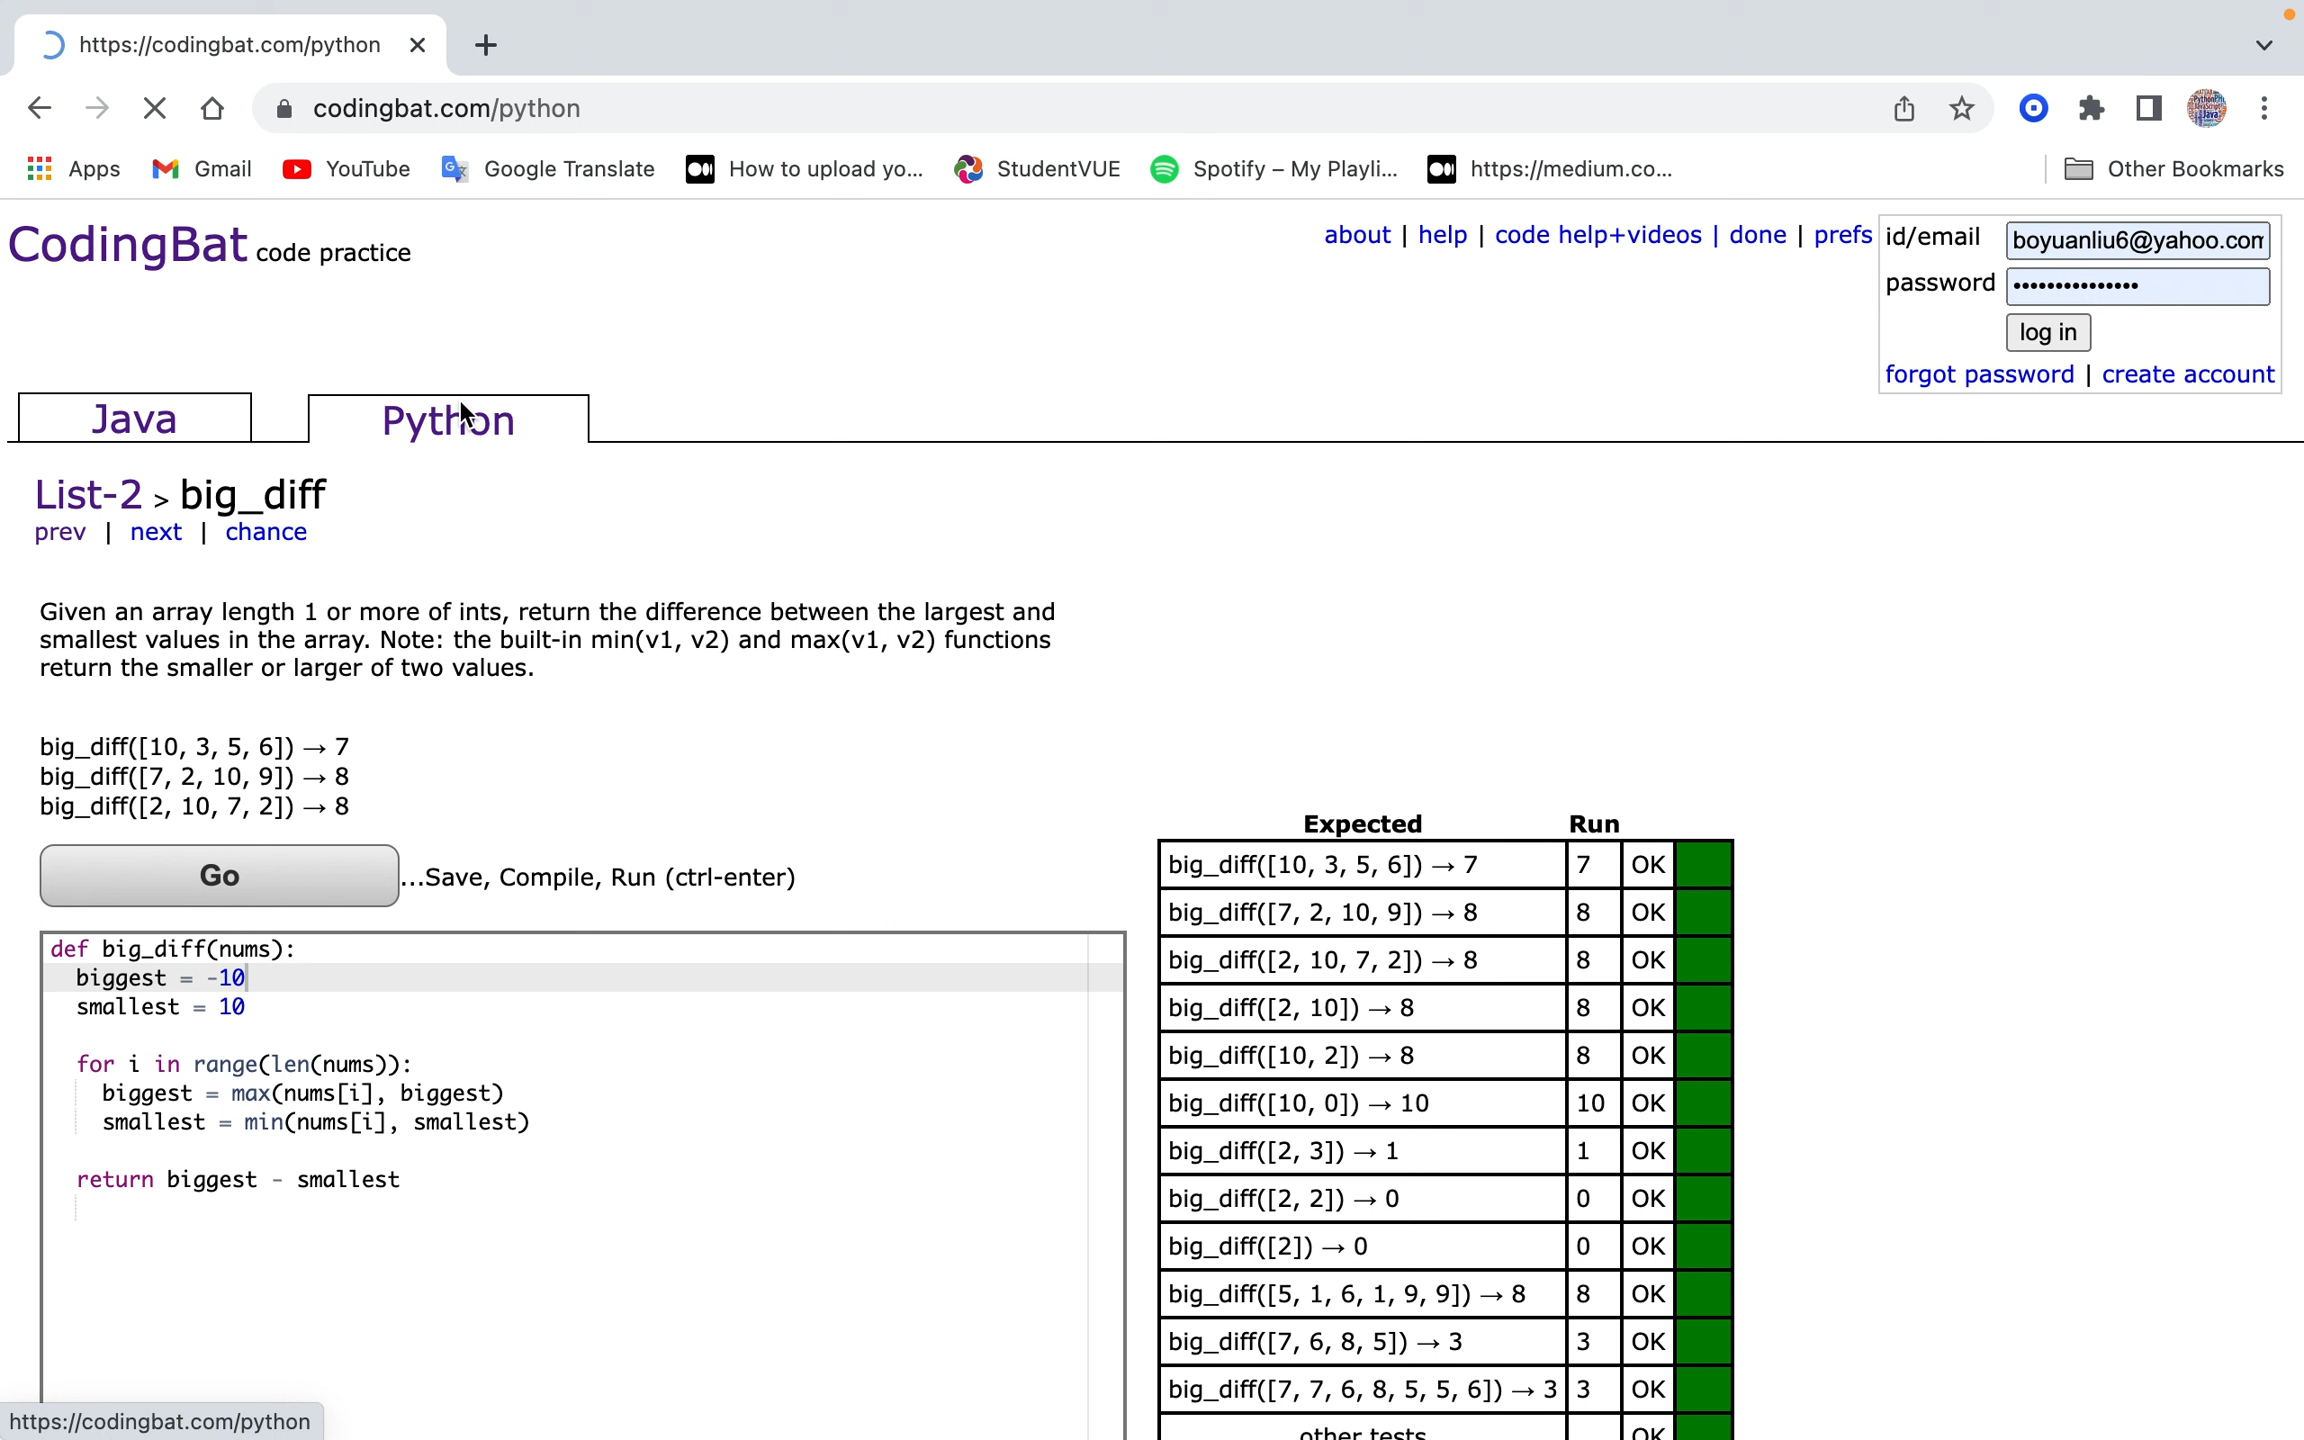 https://codingbat.com/python
codingbat.com/python
Apps
Gmail
YouTube
Google Translate
How to upload yo...
StudentVUE
Spotify – My Playli...
https://medium.co...
Other Bookmarks
CodingBat code practice
about | help | code help+videos | done | prefs
id/email boyuanliu6@yahoo.com
password •••••••••••••••
log in
forgot password | create account
Java
Python
List-2 > big_diff
prev | next | chance
Given an array length 1 or more of ints, return the difference between the largest and
smallest values in the array. Note: the built-in min(v1, v2) and max(v1, v2) functions
return the smaller or larger of two values.
big_diff([10, 3, 5, 6]) → 7
big_diff([7, 2, 10, 9]) → 8
big_diff([2, 10, 7, 2]) → 8
Go
...Save, Compile, Run (ctrl-enter)
def big_diff(nums):
  biggest = -10
  smallest = 10
  for i in range(len(nums)):
    biggest = max(nums[i], biggest)
    smallest = min(nums[i], smallest)
  return biggest - smallest
Expected Run
big_diff([10, 3, 5, 6]) → 7 7 OK
big_diff([7, 2, 10, 9]) → 8 8 OK
big_diff([2, 10, 7, 2]) → 8 8 OK
big_diff([2, 10]) → 8 8 OK
big_diff([10, 2]) → 8 8 OK
big_diff([10, 0]) → 10 10 OK
big_diff([2, 3]) → 1 1 OK
big_diff([2, 2]) → 0 0 OK
big_diff([2]) → 0 0 OK
big_diff([5, 1, 6, 1, 9, 9]) → 8 8 OK
big_diff([7, 6, 8, 5]) → 3 3 OK
big_diff([7, 7, 6, 8, 5, 5, 6]) → 3 3 OK
other tests OK
https://codingbat.com/python